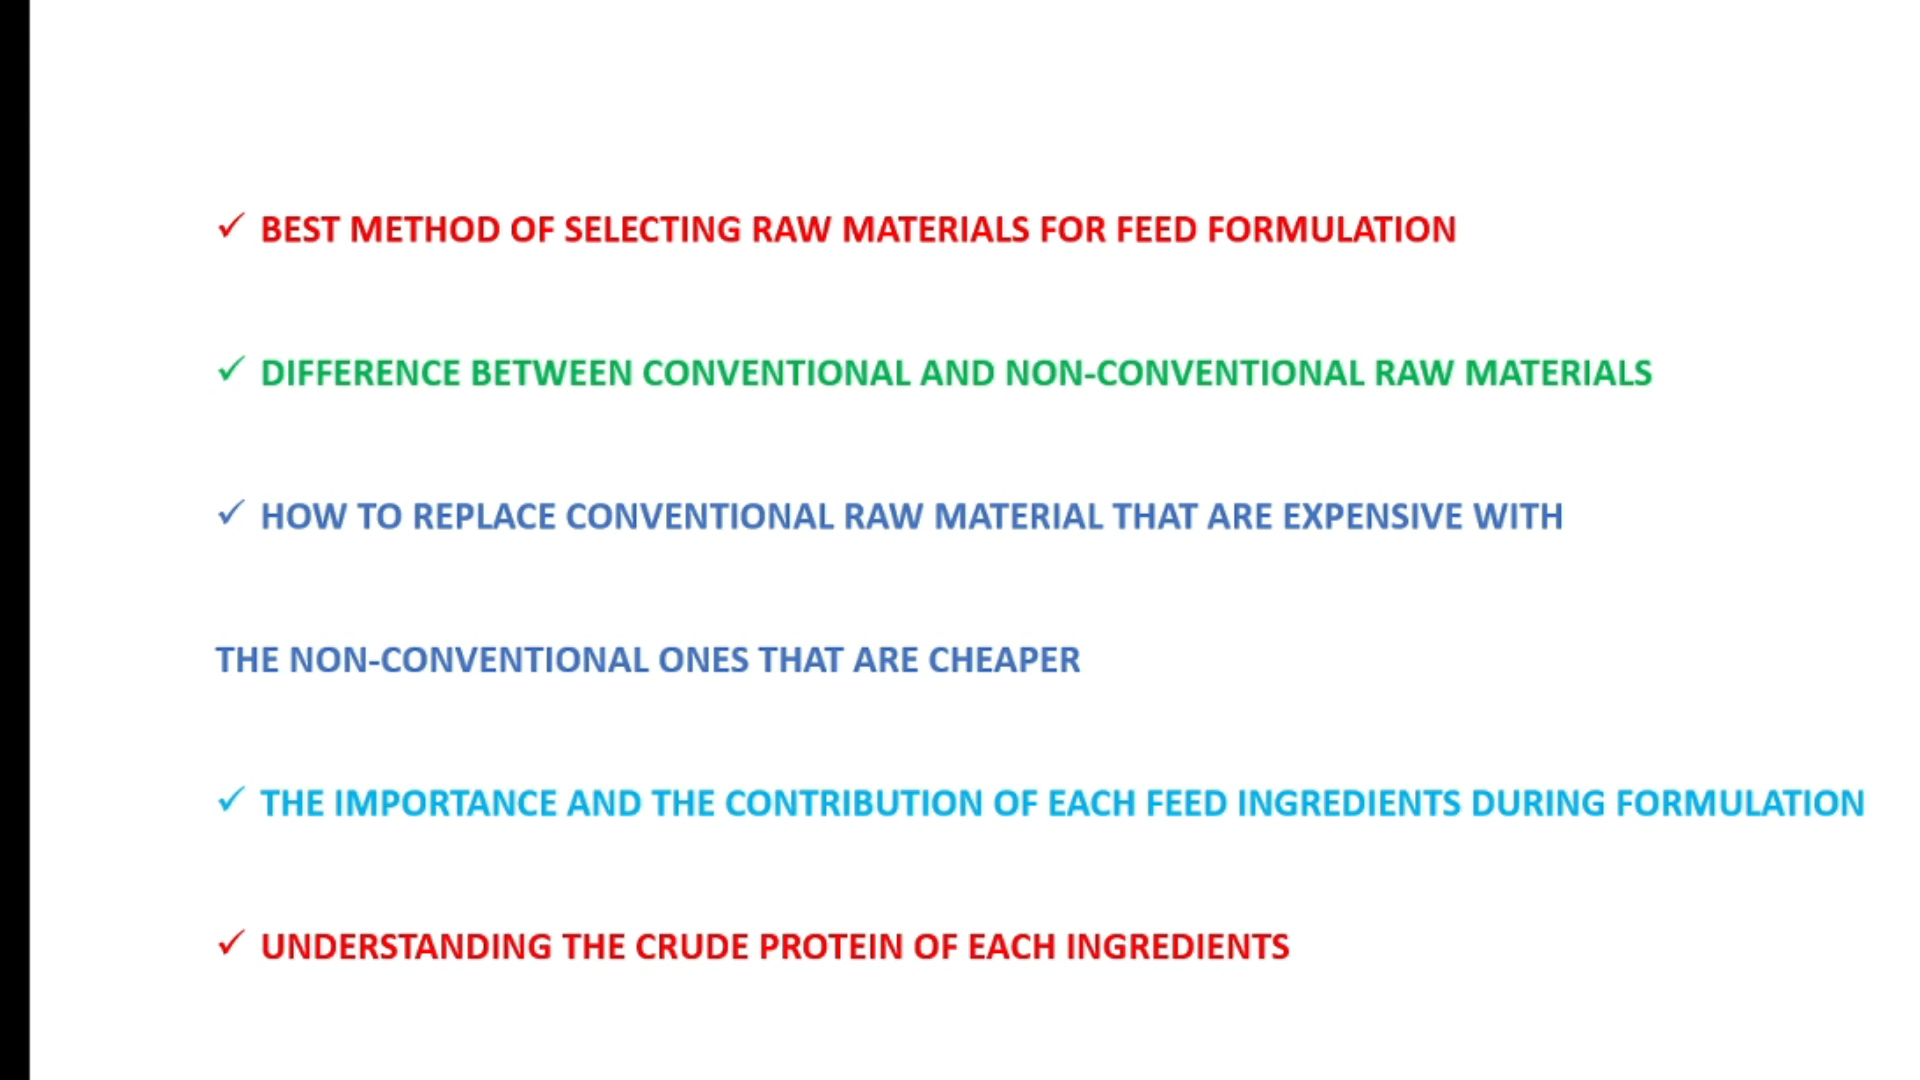 ✓ BEST METHOD OF SELECTING RAW MATERIALS FOR FEED FORMULATION
✓ DIFFERENCE BETWEEN CONVENTIONAL AND NON-CONVENTIONAL RAW MATERIALS
✓ HOW TO REPLACE CONVENTIONAL RAW MATERIAL THAT ARE EXPENSIVE WITH
THE NON-CONVENTIONAL ONES THAT ARE CHEAPER
✓ THE IMPORTANCE AND THE CONTRIBUTION OF EACH FEED INGREDIENTS DURING FORMULATION
✓ UNDERSTANDING THE CRUDE PROTEIN OF EACH INGREDIENTS